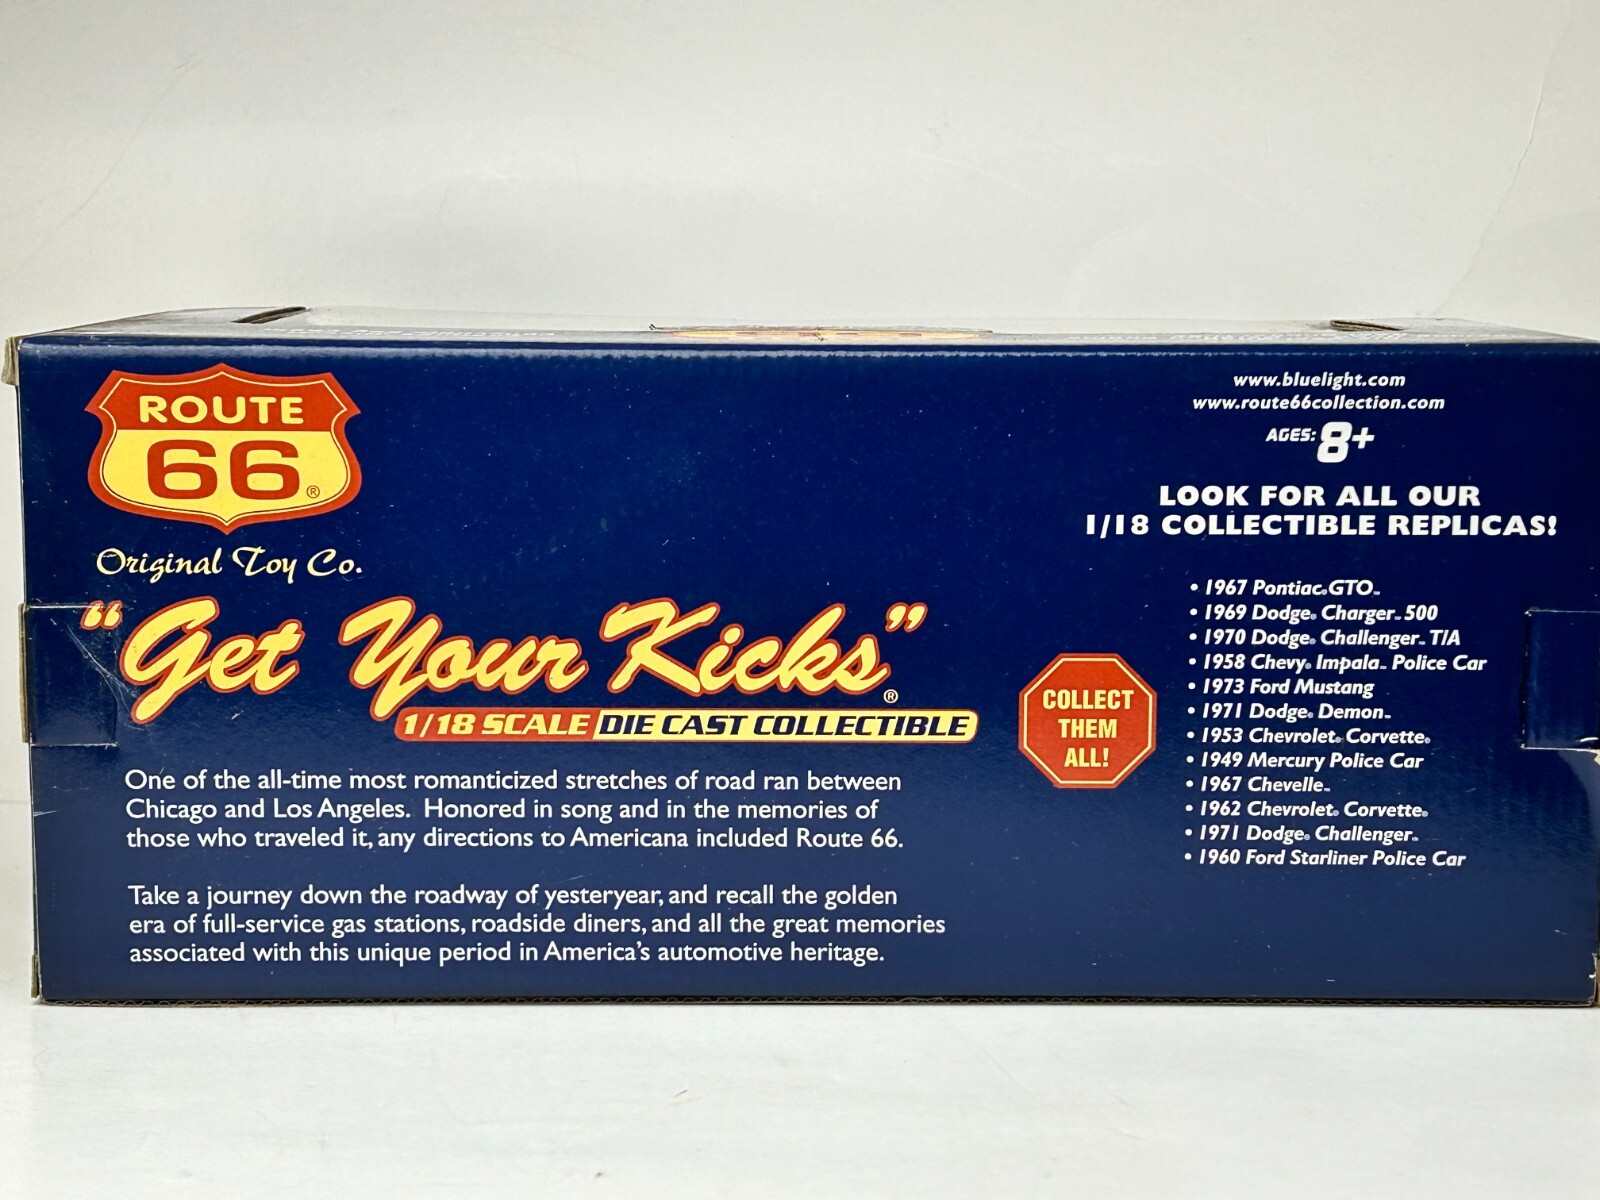 ROUTE
66®
Original Toy Co.
"Get Your Kicks"®
1/18 SCALE DIE CAST COLLECTIBLE
One of the all-time most romanticized stretches of road ran between
Chicago and Los Angeles. Honored in song and in the memories of
those who traveled it, any directions to Americana included Route 66.
Take a journey down the roadway of yesteryear, and recall the golden
era of full-service gas stations, roadside diners, and all the great memories
associated with this unique period in America's automotive heritage.
COLLECT
THEM
ALL!
www.bluelight.com
www.route66collection.com
AGES: 8+
LOOK FOR ALL OUR
1/18 COLLECTIBLE REPLICAS!
• 1967 Pontiac® GTO™
• 1969 Dodge® Charger™ 500
• 1970 Dodge® Challenger™ T/A
• 1958 Chevy® Impala™ Police Car
• 1973 Ford Mustang
• 1971 Dodge® Demon™
• 1953 Chevrolet® Corvette®
• 1949 Mercury Police Car
• 1967 Chevelle™
• 1962 Chevrolet® Corvette®
• 1971 Dodge® Challenger™
• 1960 Ford Starliner Police Car